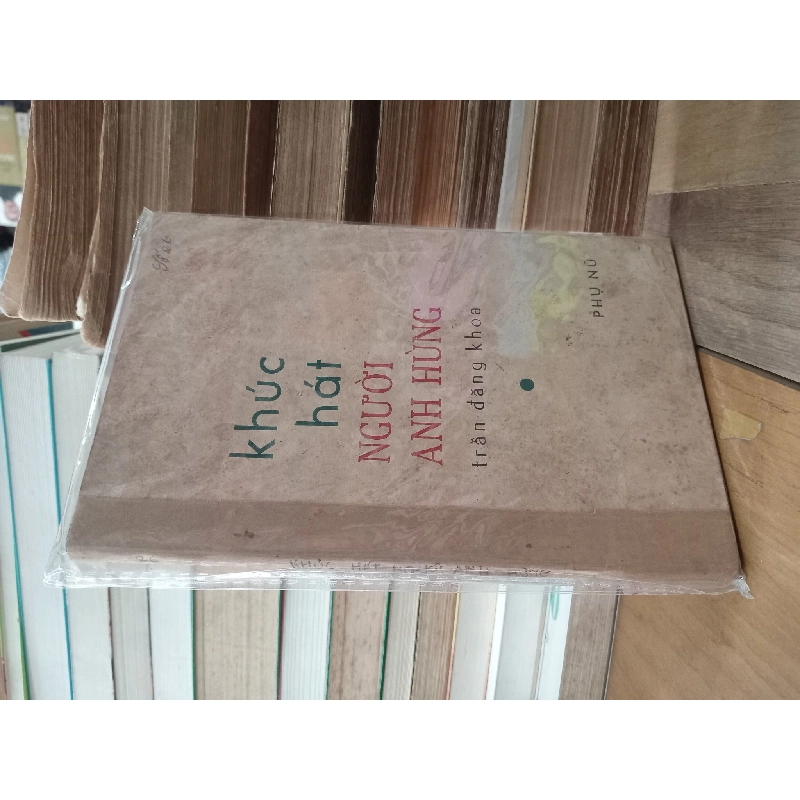 khúc
hát
NGƯỜI
ANH HÙNG
trần đăng khoa
PHỤ NỮ